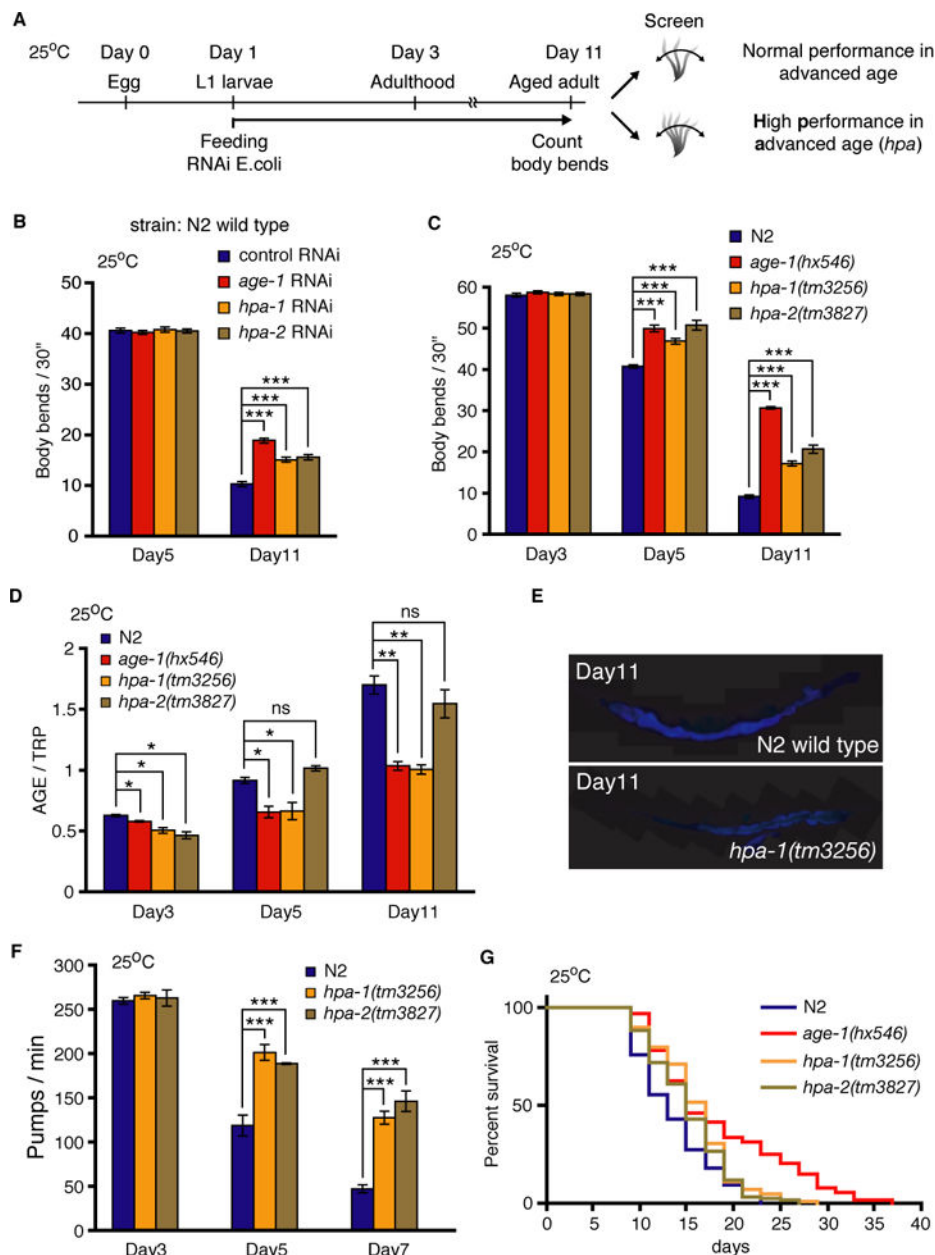 A
25°C
Day 0
Day 1
Day 3
Day 11
Screen
Egg
L1 larvae
Adulthood
Aged adult
Feeding
RNAi E.coli
Count
body bends
Normal performance in
advanced age
High performance in
advanced age (hpa)
B
strain: N2 wild type
25°C
control RNAi
age-1 RNAi
hpa-1 RNAi
hpa-2 RNAi
Body bends / 30"
50
40
30
20
10
0
***
***
***
Day5
Day11
C
25°C
N2
age-1(hx546)
hpa-1(tm3256)
hpa-2(tm3827)
Body bends / 30"
60
50
40
30
20
10
0
***
***
***
***
***
***
Day3
Day5
Day11
D
25°C
N2
age-1(hx546)
hpa-1(tm3256)
hpa-2(tm3827)
AGE / TRP
2
1.5
1
0.5
0
*
*
*
ns
*
*
ns
**
**
Day3
Day5
Day11
E
Day11
N2 wild type
Day11
hpa-1(tm3256)
F
25°C
N2
hpa-1(tm3256)
hpa-2(tm3827)
Pumps / min
300
250
200
150
100
50
0
***
***
***
***
Day3
Day5
Day7
G
25°C
N2
age-1(hx546)
hpa-1(tm3256)
hpa-2(tm3827)
Percent survival
100
50
0
0
5
10
15
20
25
30
35
40
days